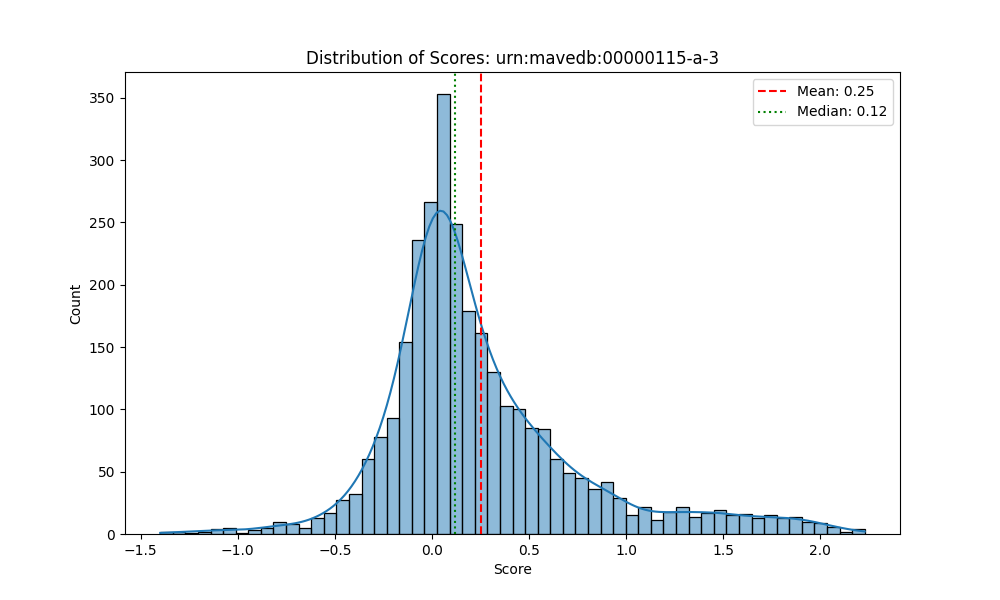 Distribution of Scores: urn:mavedb:00000115-a-3
Mean: 0.25
Median: 0.12
350
300
250
200
150
100
50
0
Count
−1.5 −1.0 −0.5 0.0 0.5 1.0 1.5 2.0
Score